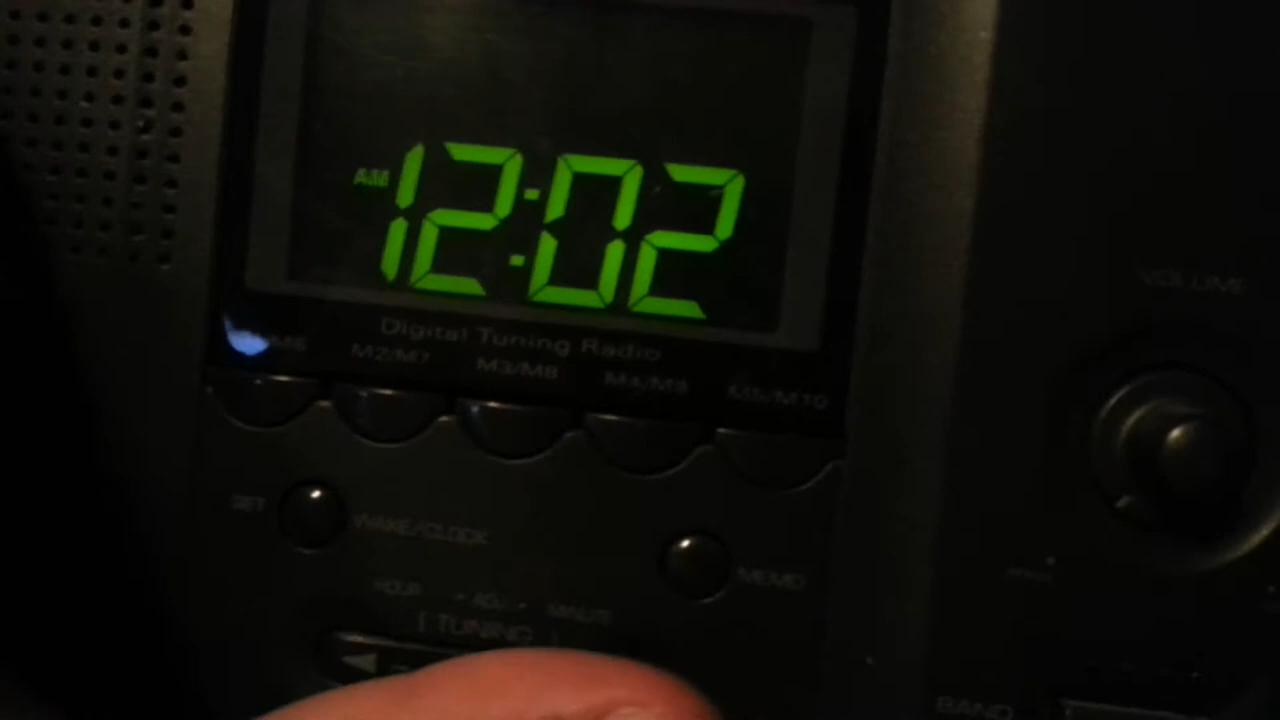 AM 12:02
Digital Tuning Radio
M2/M7 M3/M8 M4/M9 M5/M10
VOLUME
SET WAKE/CLOCK
MEMO
HOUR ADJ MINUTE
[ TUNING ]
BAND